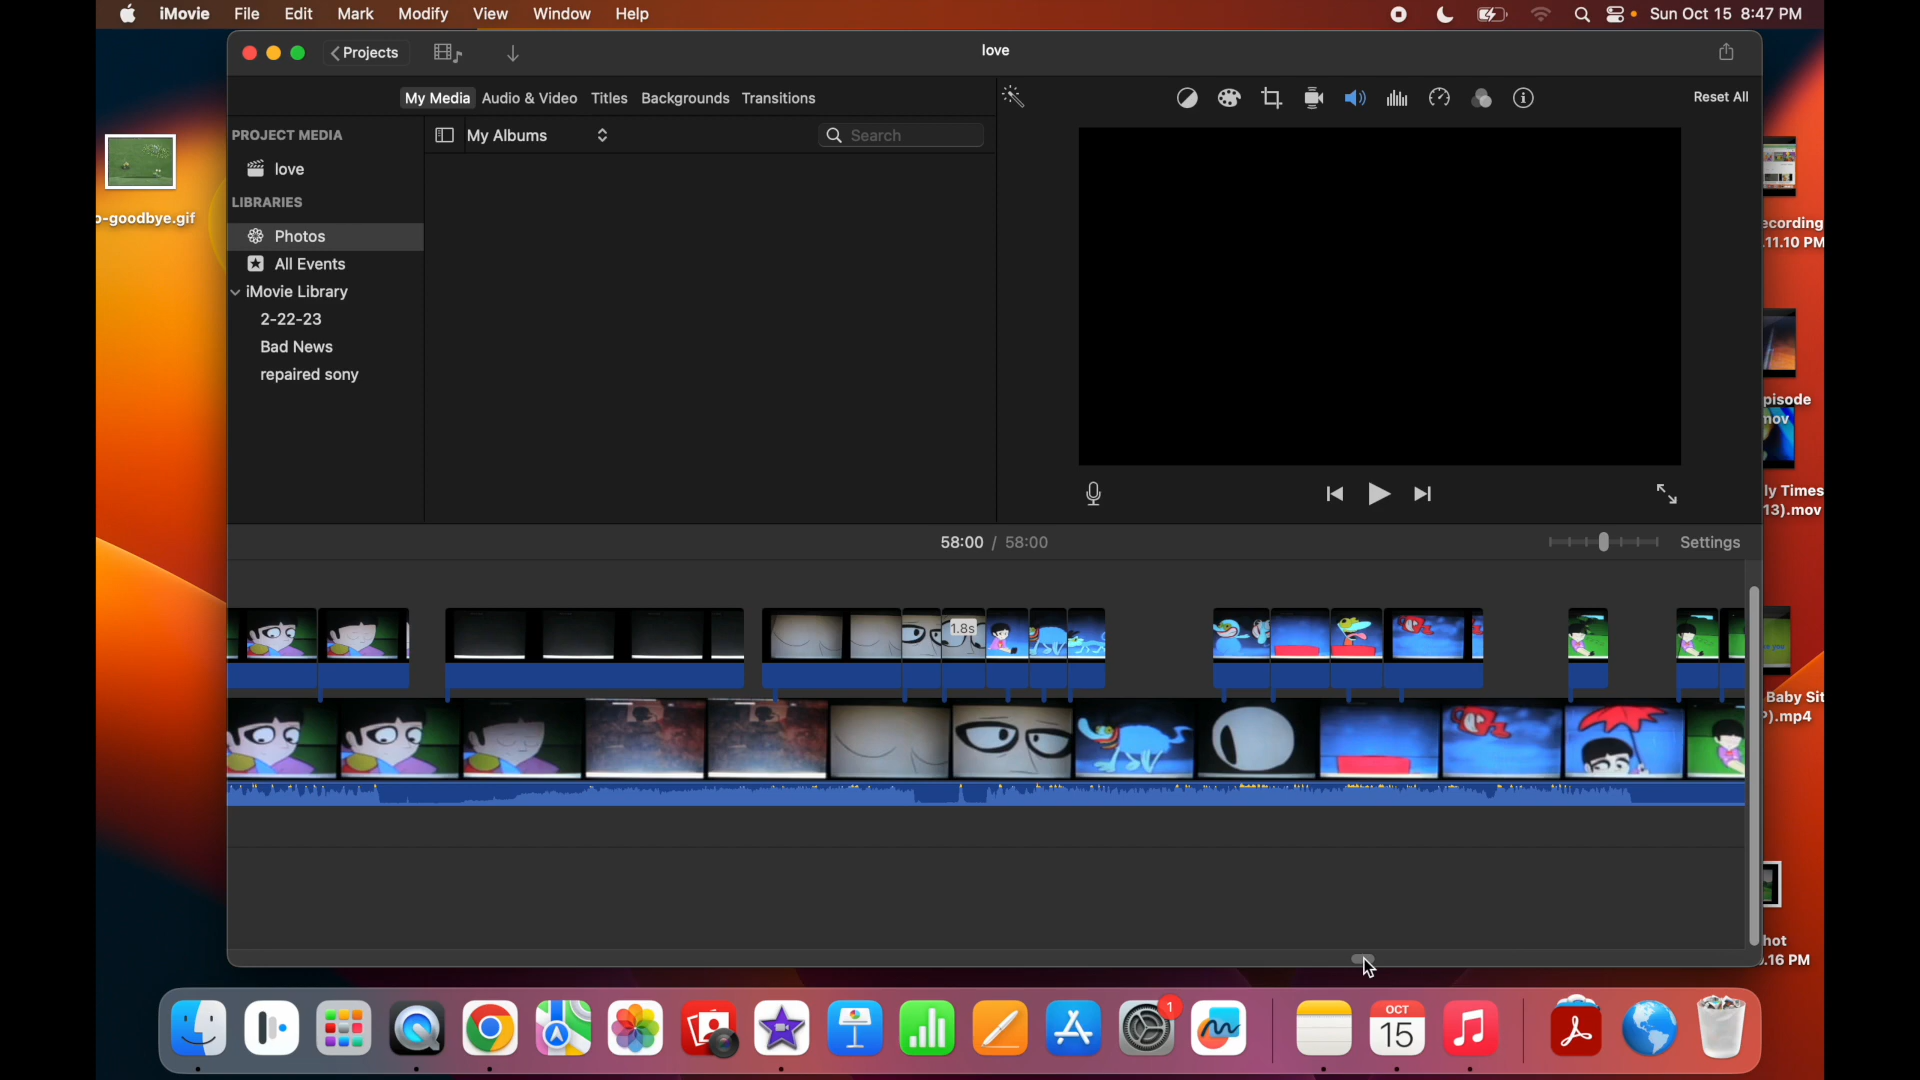 iMovie File Edit Mark Modify View Window Help Sun Oct 15 8:47 PM
Projects love
My Media Audio & Video Titles Backgrounds Transitions Reset All
PROJECT MEDIA My Albums Search
love
LIBRARIES
Photos
All Events
iMovie Library
2-22-23
Bad News
repaired sony
o-goodbye.gif
ecording
.11.10 PM
pisode
mov
ly Times
13).mov
58:00 / 58:00 Settings
1.8s
Baby Sit
P).mp4
hot
.16 PM
1
OCT
15